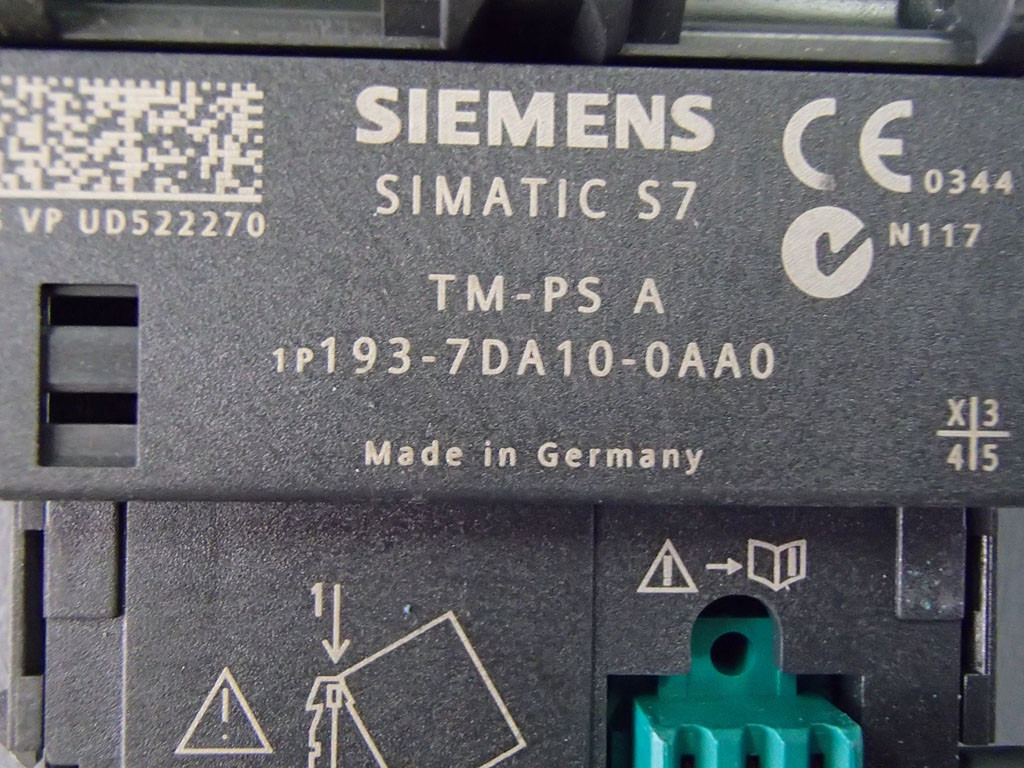 SIEMENS
SIMATIC S7
CE 0344
N117
VP UD522270
TM-PS A
1P193-7DA10-0AA0
Made in Germany
X 3
4 5
1